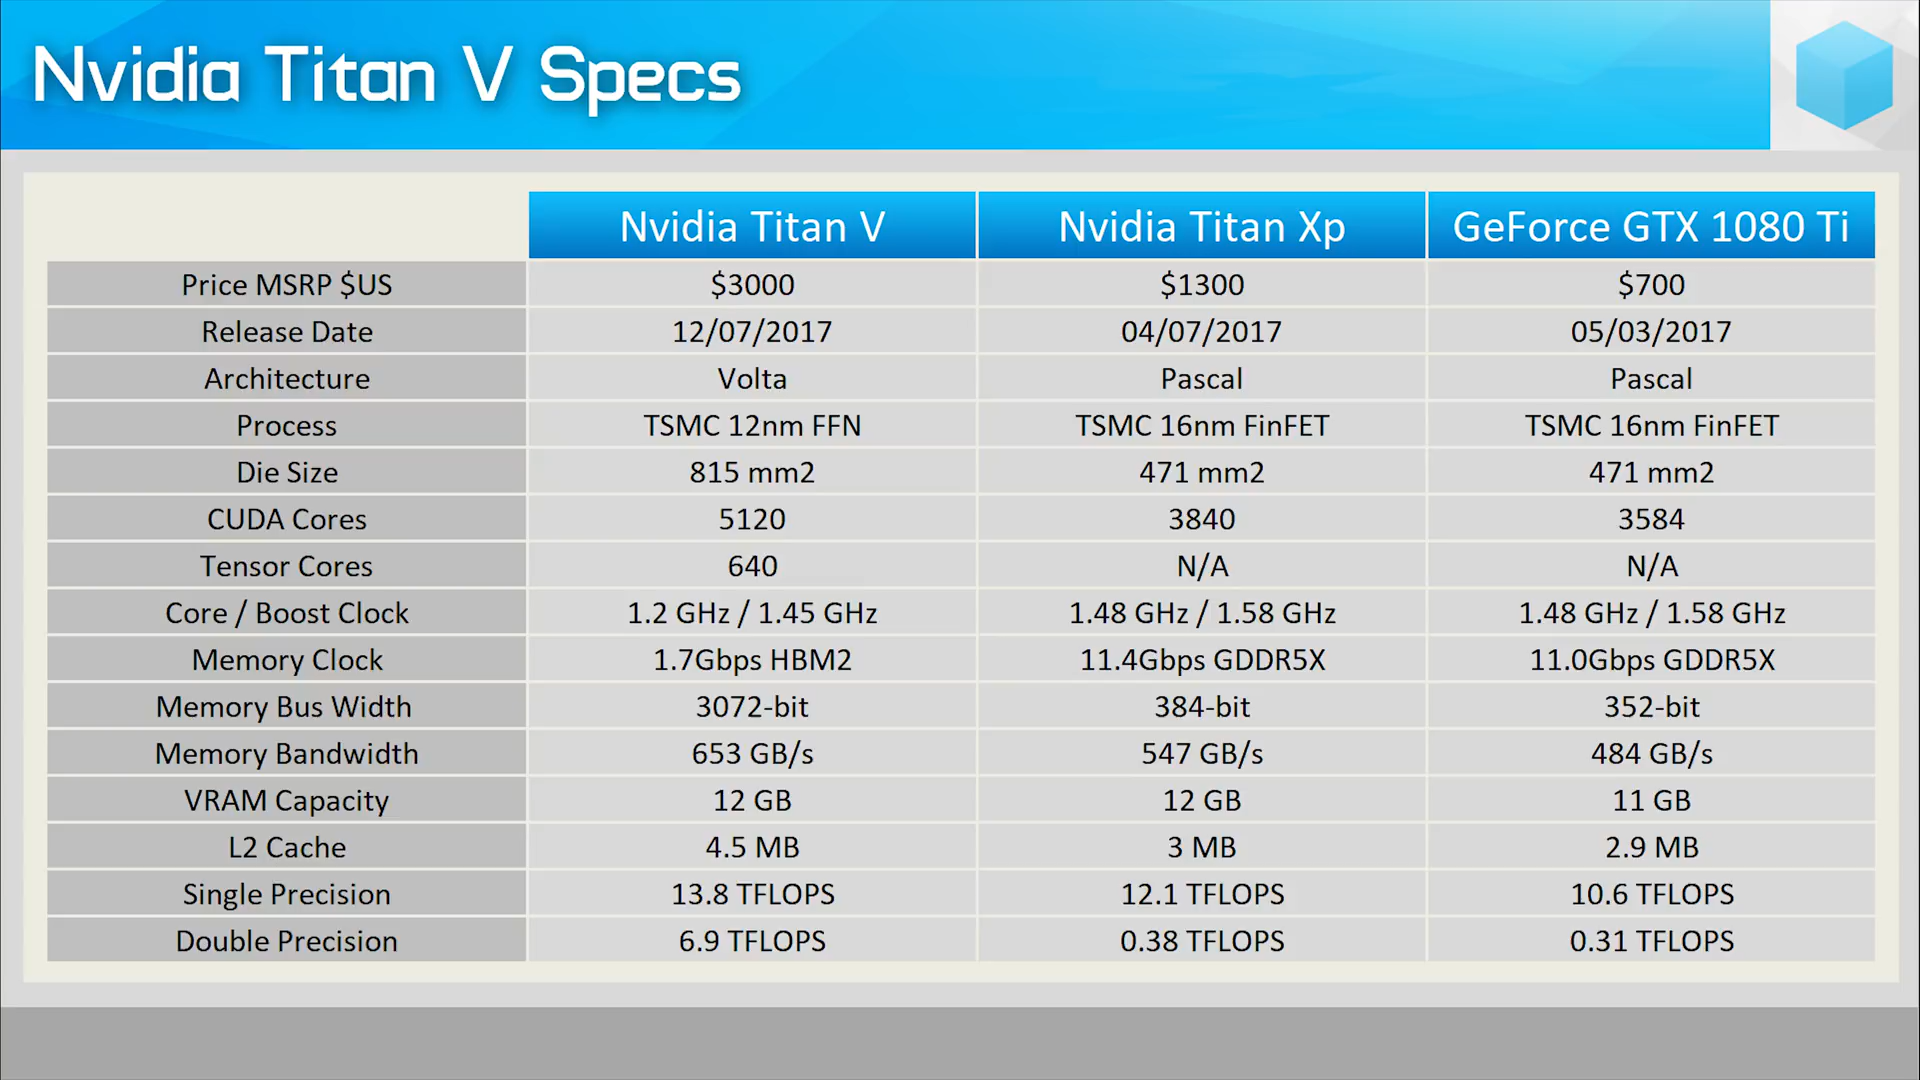 Nvidia Titan V Specs
Nvidia Titan V Nvidia Titan Xp GeForce GTX 1080 Ti
Price MSRP $US $3000 $1300 $700
Release Date 12/07/2017 04/07/2017 05/03/2017
Architecture Volta Pascal Pascal
Process TSMC 12nm FFN TSMC 16nm FinFET TSMC 16nm FinFET
Die Size 815 mm2 471 mm2 471 mm2
CUDA Cores 5120 3840 3584
Tensor Cores 640 N/A N/A
Core / Boost Clock 1.2 GHz / 1.45 GHz 1.48 GHz / 1.58 GHz 1.48 GHz / 1.58 GHz
Memory Clock 1.7Gbps HBM2 11.4Gbps GDDR5X 11.0Gbps GDDR5X
Memory Bus Width 3072-bit 384-bit 352-bit
Memory Bandwidth 653 GB/s 547 GB/s 484 GB/s
VRAM Capacity 12 GB 12 GB 11 GB
L2 Cache 4.5 MB 3 MB 2.9 MB
Single Precision 13.8 TFLOPS 12.1 TFLOPS 10.6 TFLOPS
Double Precision 6.9 TFLOPS 0.38 TFLOPS 0.31 TFLOPS